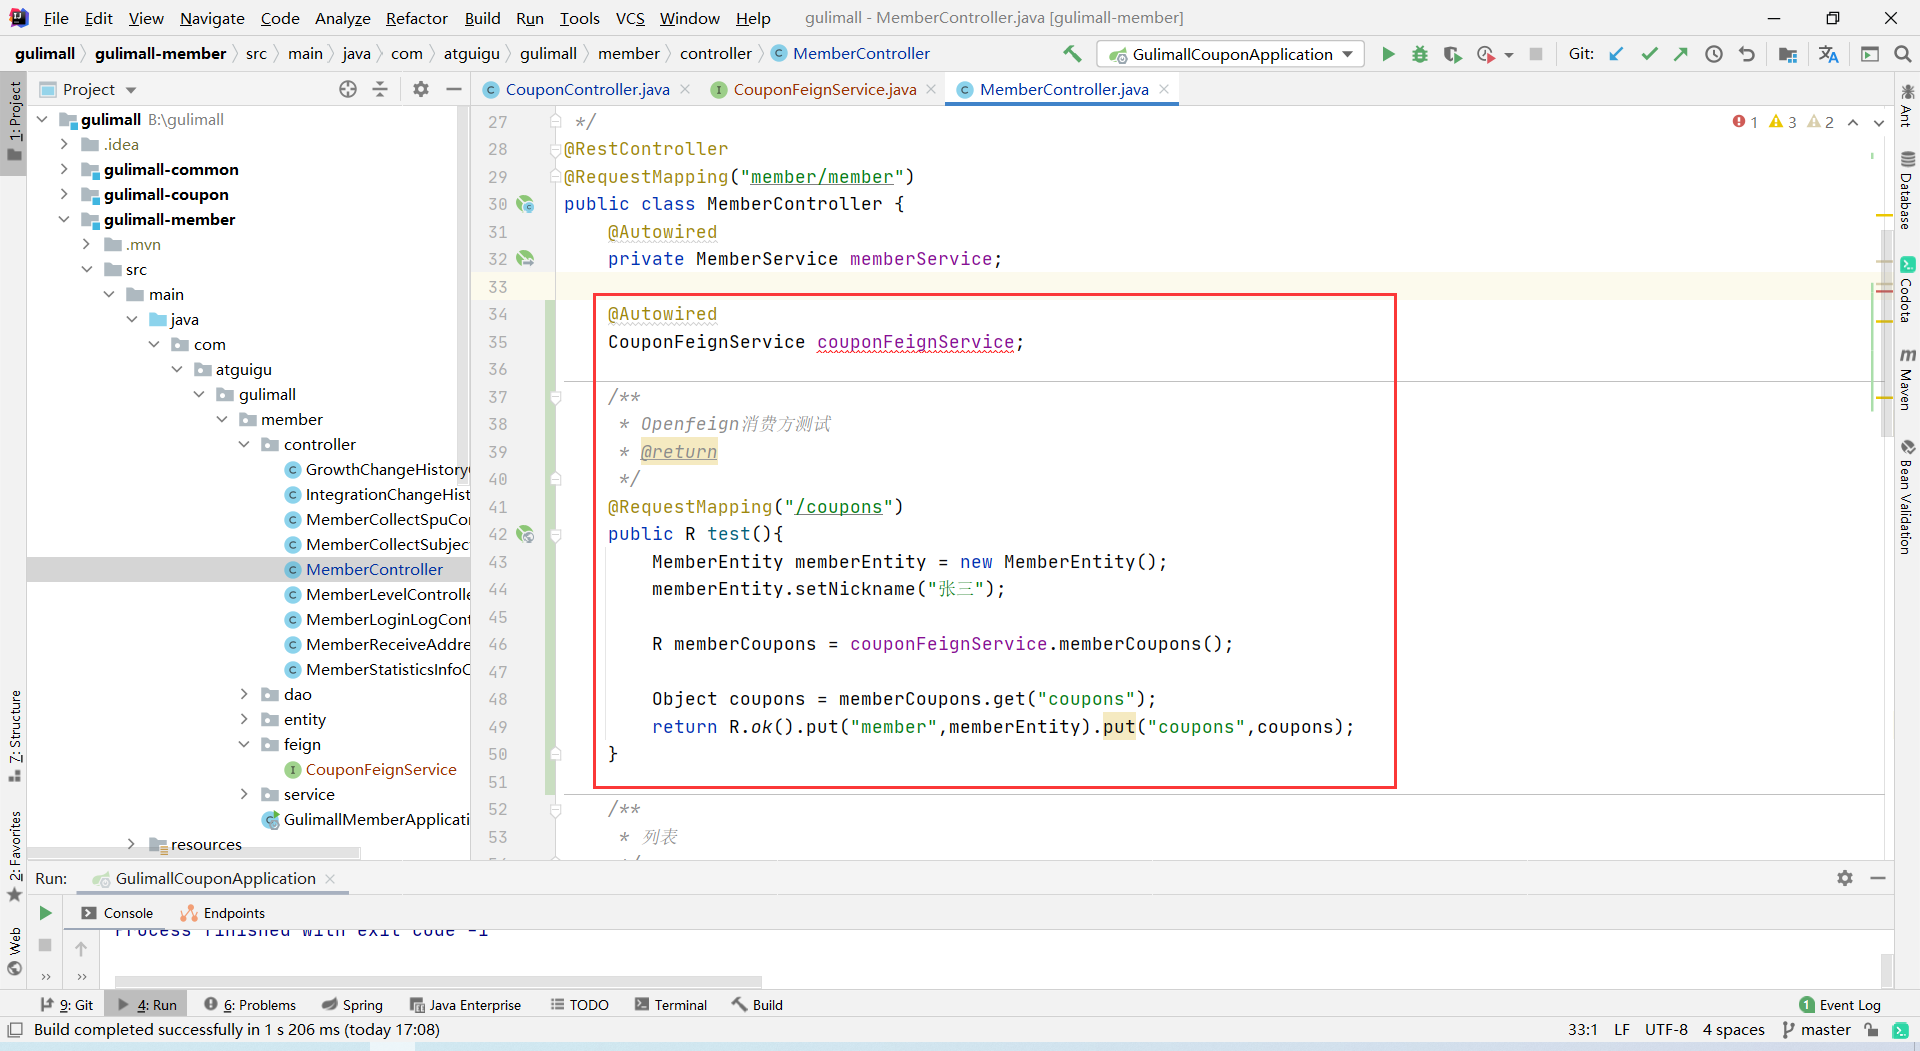 File Edit View Navigate Code Analyze Refactor Build Run Tools VCS Window Help gulimall - MemberController.java [gulimall-member]
gulimall gulimall-member src main java com atguigu gulimall member controller MemberController GulimallCouponApplication Git:
1: Project
Project
CouponController.java CouponFeignService.java MemberController.java
gulimall B:\gulimall
.idea
gulimall-common
gulimall-coupon
gulimall-member
.mvn
src
main
java
com
atguigu
gulimall
member
controller
GrowthChangeHistory
IntegrationChangeHist
MemberCollectSpuCo
MemberCollectSubjec
MemberController
MemberLevelControlle
MemberLoginLogCont
MemberReceiveAddre
MemberStatisticsInfoC
dao
entity
feign
CouponFeignService
service
GulimallMemberApplicati
resources
1 3 2
27 */
28 @RestController
29 @RequestMapping("member/member")
30 public class MemberController {
31 @Autowired
32 private MemberService memberService;
33
34 @Autowired
35 CouponFeignService couponFeignService;
36
37 /**
38 * Openfeign消费方测试
39 * @return
40 */
41 @RequestMapping("/coupons")
42 public R test(){
43 MemberEntity memberEntity = new MemberEntity();
44 memberEntity.setNickname("张三");
45
46 R memberCoupons = couponFeignService.memberCoupons();
47
48 Object coupons = memberCoupons.get("coupons");
49 return R.ok().put("member",memberEntity).put("coupons",coupons);
50 }
51
52 /**
53 * 列表
Ant
Database
Codota
Maven
Bean Validation
7: Structure
2: Favorites
Web
Run: GulimallCouponApplication
Console Endpoints
Process finished with exit code -1
9: Git 4: Run 6: Problems Spring Java Enterprise TODO Terminal Build 1 Event Log
Build completed successfully in 1 s 206 ms (today 17:08) 33:1 LF UTF-8 4 spaces master